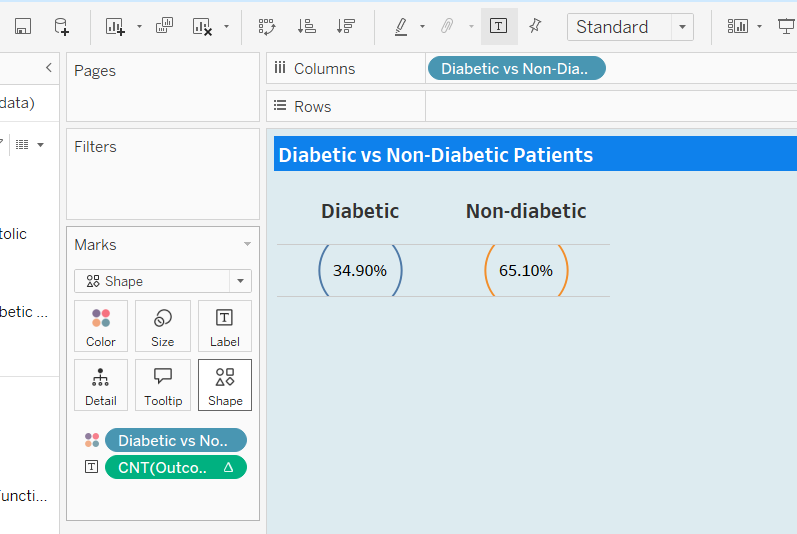 Standard
Pages
Columns
Diabetic vs Non-Dia..
data)
Rows
Filters
Diabetic vs Non-Diabetic Patients
Diabetic Non-diabetic
tolic
Marks
34.90% 65.10%
Shape
betic ...
Color Size Label
Detail Tooltip Shape
Diabetic vs No..
CNT(Outco.. Δ
functi...